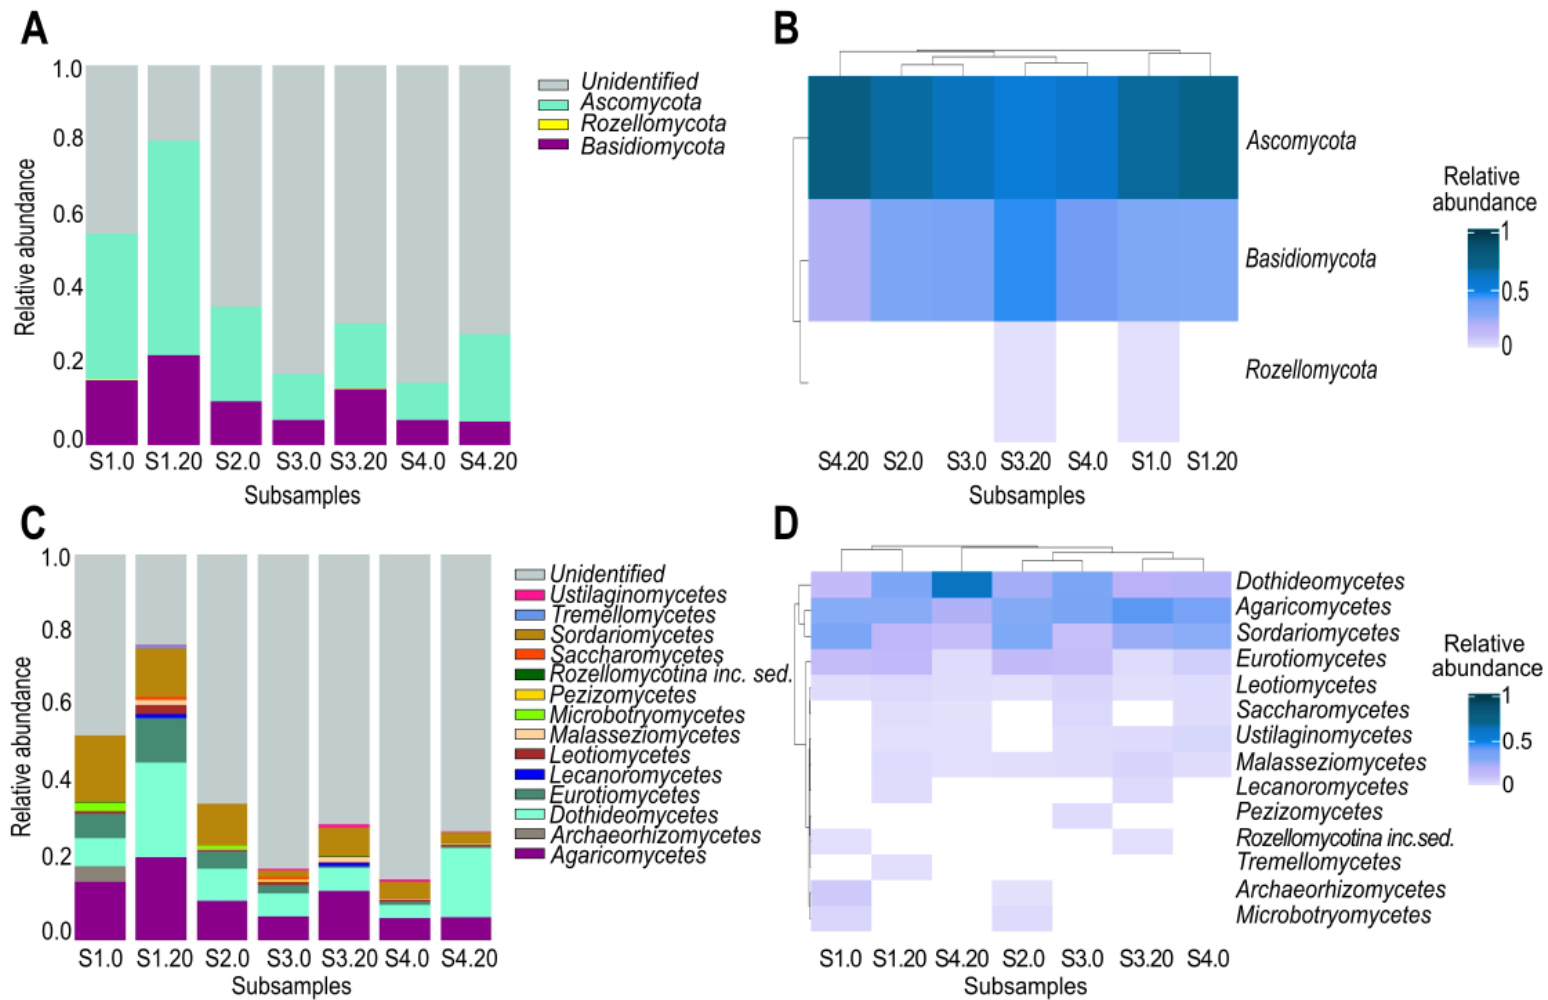 A
1.0
0.8
0.6
0.4
0.2
0.0
Relative abundance
S1.0 S1.20 S2.0 S3.0 S3.20 S4.0 S4.20
Subsamples
Unidentified
Ascomycota
Rozellomycota
Basidiomycota
B
Ascomycota
Basidiomycota
Rozellomycota
S4.20 S2.0 S3.0 S3.20 S4.0 S1.0 S1.20
Subsamples
Relative
abundance
1
0.5
0
C
1.0
0.8
0.6
0.4
0.2
0.0
Relative abundance
S1.0 S1.20 S2.0 S3.0 S3.20 S4.0 S4.20
Subsamples
Unidentified
Ustilaginomycetes
Tremellomycetes
Sordariomycetes
Saccharomycetes
Rozellomycotina inc. sed.
Pezizomycetes
Microbotryomycetes
Malasseziomycetes
Leotiomycetes
Lecanoromycetes
Eurotiomycetes
Dothideomycetes
Archaeorhizomycetes
Agaricomycetes
D
Dothideomycetes
Agaricomycetes
Sordariomycetes
Eurotiomycetes
Leotiomycetes
Saccharomycetes
Ustilaginomycetes
Malasseziomycetes
Lecanoromycetes
Pezizomycetes
Rozellomycotina inc.sed.
Tremellomycetes
Archaeorhizomycetes
Microbotryomycetes
S1.0 S1.20 S4.20 S2.0 S3.0 S3.20 S4.0
Subsamples
Relative
abundance
1
0.5
0